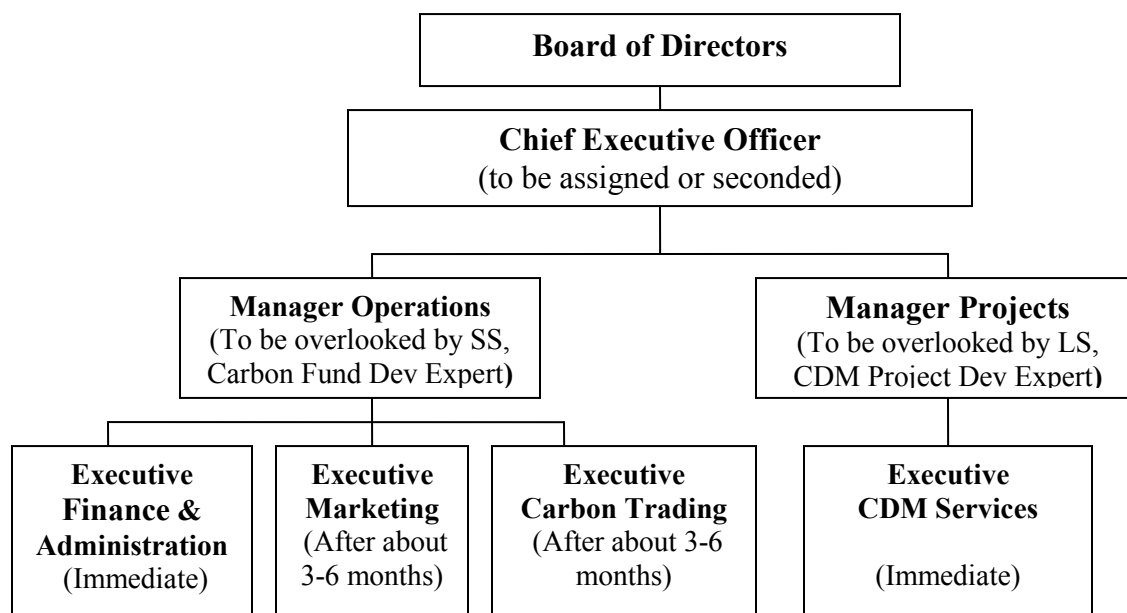 Board of Directors
Chief Executive Officer
(to be assigned or seconded)
Manager Operations
(To be overlooked by SS,
Carbon Fund Dev Expert)
Manager Projects
(To be overlooked by LS,
CDM Project Dev Expert)
Executive
Finance &
Administration
(Immediate)
Executive
Marketing
(After about
3-6 months)
Executive
Carbon Trading
(After about 3-6
months)
Executive
CDM Services
(Immediate)